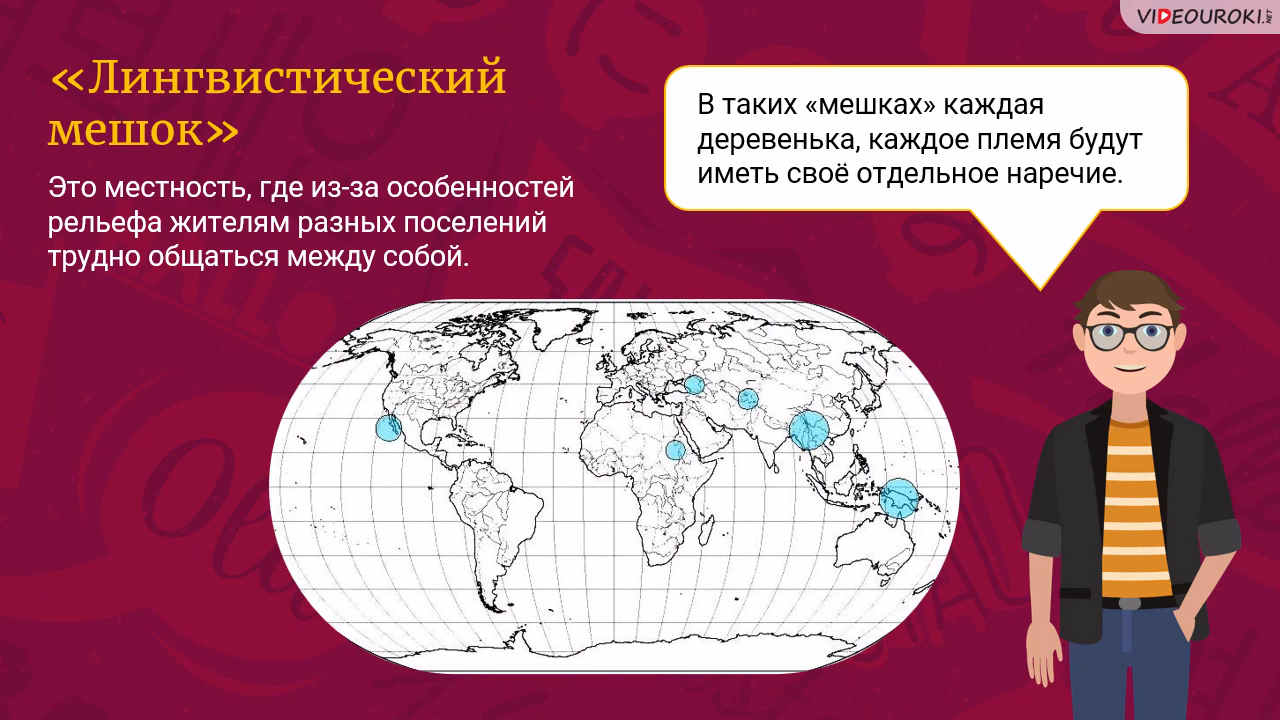 VIDEOUROKI.NET
«Лингвистический
мешок»
Это местность, где из-за особенностей
рельефа жителям разных поселений
трудно общаться между собой.
В таких «мешках» каждая
деревенька, каждое племя будут
иметь своё отдельное наречие.